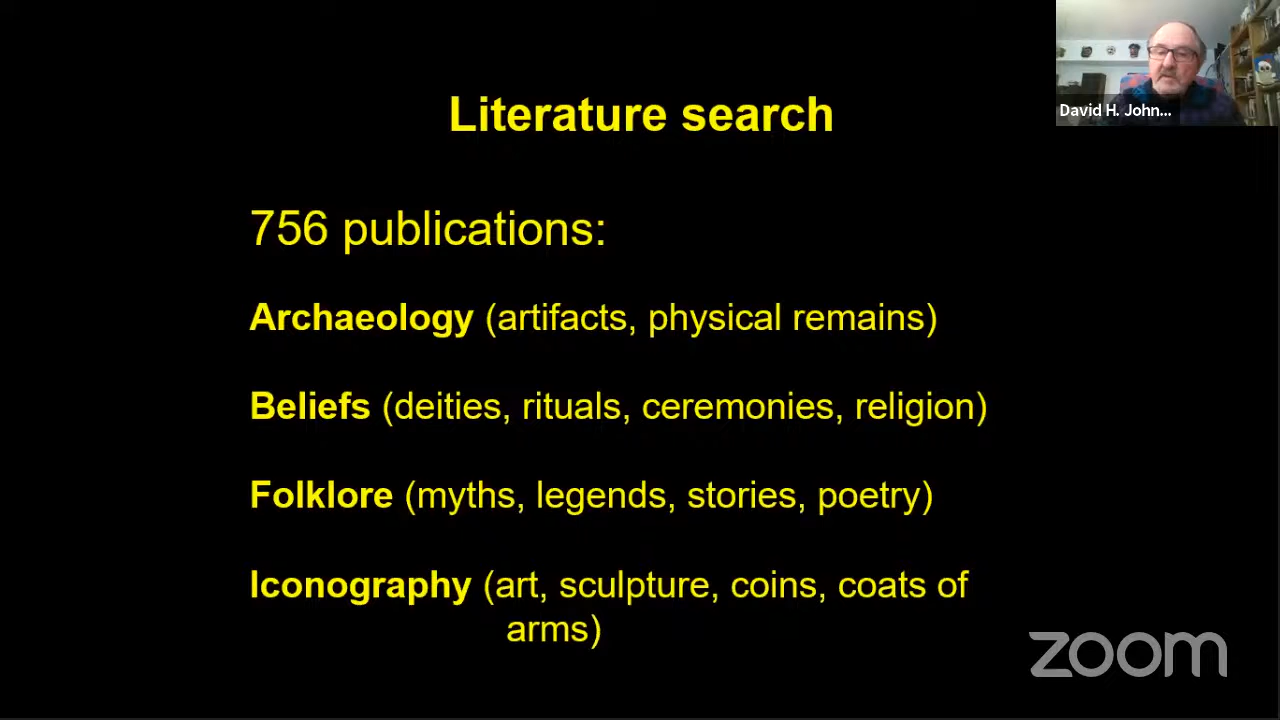 Literature search
David H. John...
756 publications:
Archaeology (artifacts, physical remains)
Beliefs (deities, rituals, ceremonies, religion)
Folklore (myths, legends, stories, poetry)
Iconography (art, sculpture, coins, coats of
arms)
zoom